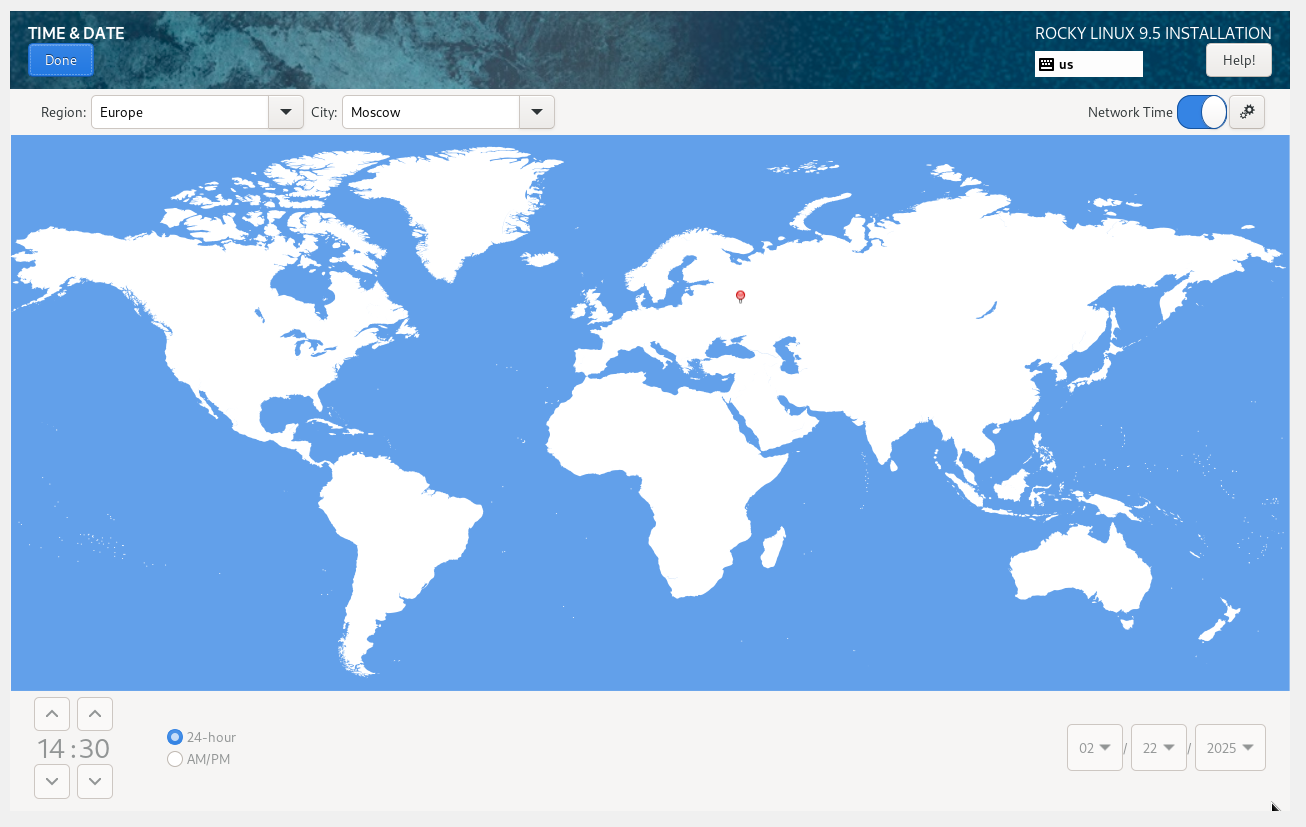 TIME & DATE
ROCKY LINUX 9.5 INSTALLATION
Done
us
Help!
Region: Europe City: Moscow Network Time
14:30
24-hour
AM/PM
02 / 22 / 2025